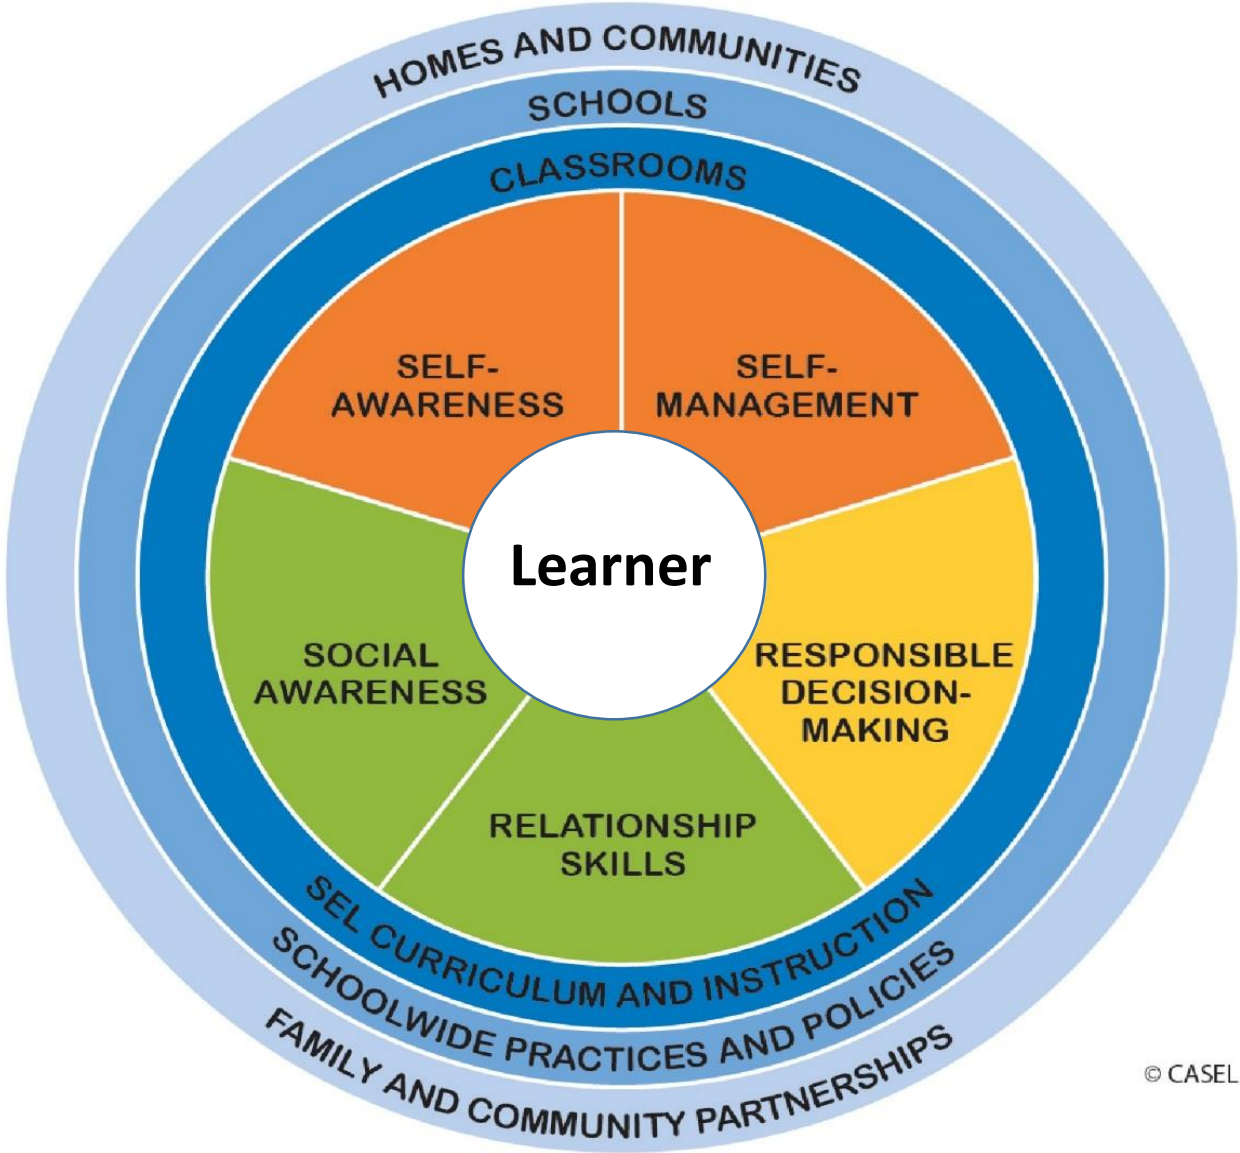 HOMES AND COMMUNITIES
SCHOOLS
CLASSROOMS
SELF-
AWARENESS
SELF-
MANAGEMENT
Learner
SOCIAL
AWARENESS
RESPONSIBLE
DECISION-
MAKING
RELATIONSHIP
SKILLS
SEL CURRICULUM AND INSTRUCTION
SCHOOLWIDE PRACTICES AND POLICIES
FAMILY AND COMMUNITY PARTNERSHIPS
© CASEL